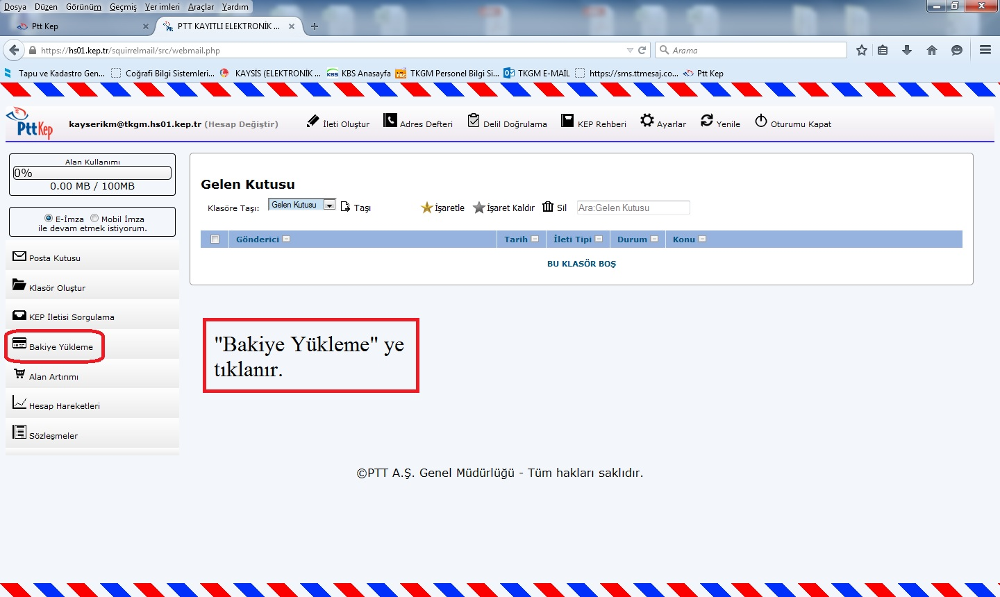 Dosya Düzen Görünüm Geçmiş Yer imleri Araçlar Yardım
Ptt Kep
PTT KAYITLI ELEKTRONİK ...
https://hs01.kep.tr/squirrelmail/src/webmail.php
Arama
Tapu ve Kadastro Gen...
Coğrafi Bilgi Sistemleri...
KAYSİS (ELEKTRONİK ...
KBS KBS Anasayfa
TKGM Personel Bilgi Si...
TKGM E-MAİL
https://sms.ttmesaj.co...
Ptt Kep
PttKep
kayserikm@tkgm.hs01.kep.tr (Hesap Değiştir)
İleti Oluştur
Adres Defteri
Delil Doğrulama
KEP Rehberi
Ayarlar
Yenile
Oturumu Kapat
Alan Kullanımı
0%
0.00 MB / 100MB
E-İmza Mobil İmza
ile devam etmek istiyorum.
Posta Kutusu
Klasör Oluştur
KEP İletisi Sorgulama
Bakiye Yükleme
Alan Artırımı
Hesap Hareketleri
Sözleşmeler
Gelen Kutusu
Klasöre Taşı: Gelen Kutusu Taşı İşaretle İşaret Kaldır Sil Ara:Gelen Kutusu
Gönderici Tarih İleti Tipi Durum Konu
BU KLASÖR BOŞ
"Bakiye Yükleme" ye
tıklanır.
©PTT A.Ş. Genel Müdürlüğü - Tüm hakları saklıdır.